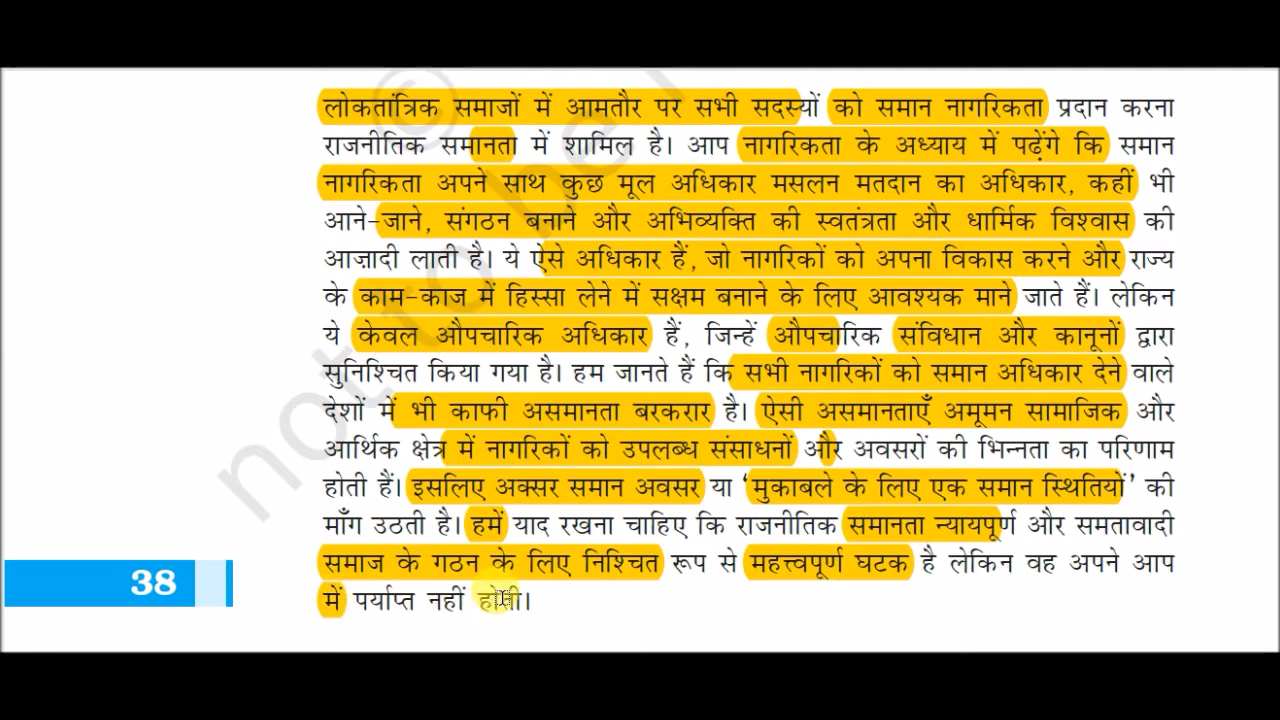 लोकतांत्रिक समाजों में आमतौर पर सभी सदस्यों को समान नागरिकता प्रदान करना
राजनीतिक समानता में शामिल है। आप नागरिकता के अध्याय में पढ़ेंगे कि समान
नागरिकता अपने साथ कुछ मूल अधिकार मसलन मतदान का अधिकार, कहीं भी
आने-जाने, संगठन बनाने और अभिव्यक्ति की स्वतंत्रता और धार्मिक विश्वास की
आज़ादी लाती है। ये ऐसे अधिकार हैं, जो नागरिकों को अपना विकास करने और राज्य
के काम-काज में हिस्सा लेने में सक्षम बनाने के लिए आवश्यक माने जाते हैं। लेकिन
ये केवल औपचारिक अधिकार हैं, जिन्हें औपचारिक संविधान और कानूनों द्वारा
सुनिश्चित किया गया है। हम जानते हैं कि सभी नागरिकों को समान अधिकार देने वाले
देशों में भी काफी असमानता बरकरार है। ऐसी असमानताएँ अमूमन सामाजिक और
आर्थिक क्षेत्र में नागरिकों को उपलब्ध संसाधनों और अवसरों की भिन्नता का परिणाम
होती हैं। इसलिए अक्सर समान अवसर या ‘मुकाबले के लिए एक समान स्थितियों’ की
माँग उठती है। हमें याद रखना चाहिए कि राजनीतिक समानता न्यायपूर्ण और समतावादी
समाज के गठन के लिए निश्चित रूप से महत्त्वपूर्ण घटक है लेकिन वह अपने आप
में पर्याप्त नहीं होती।
38
© not to be